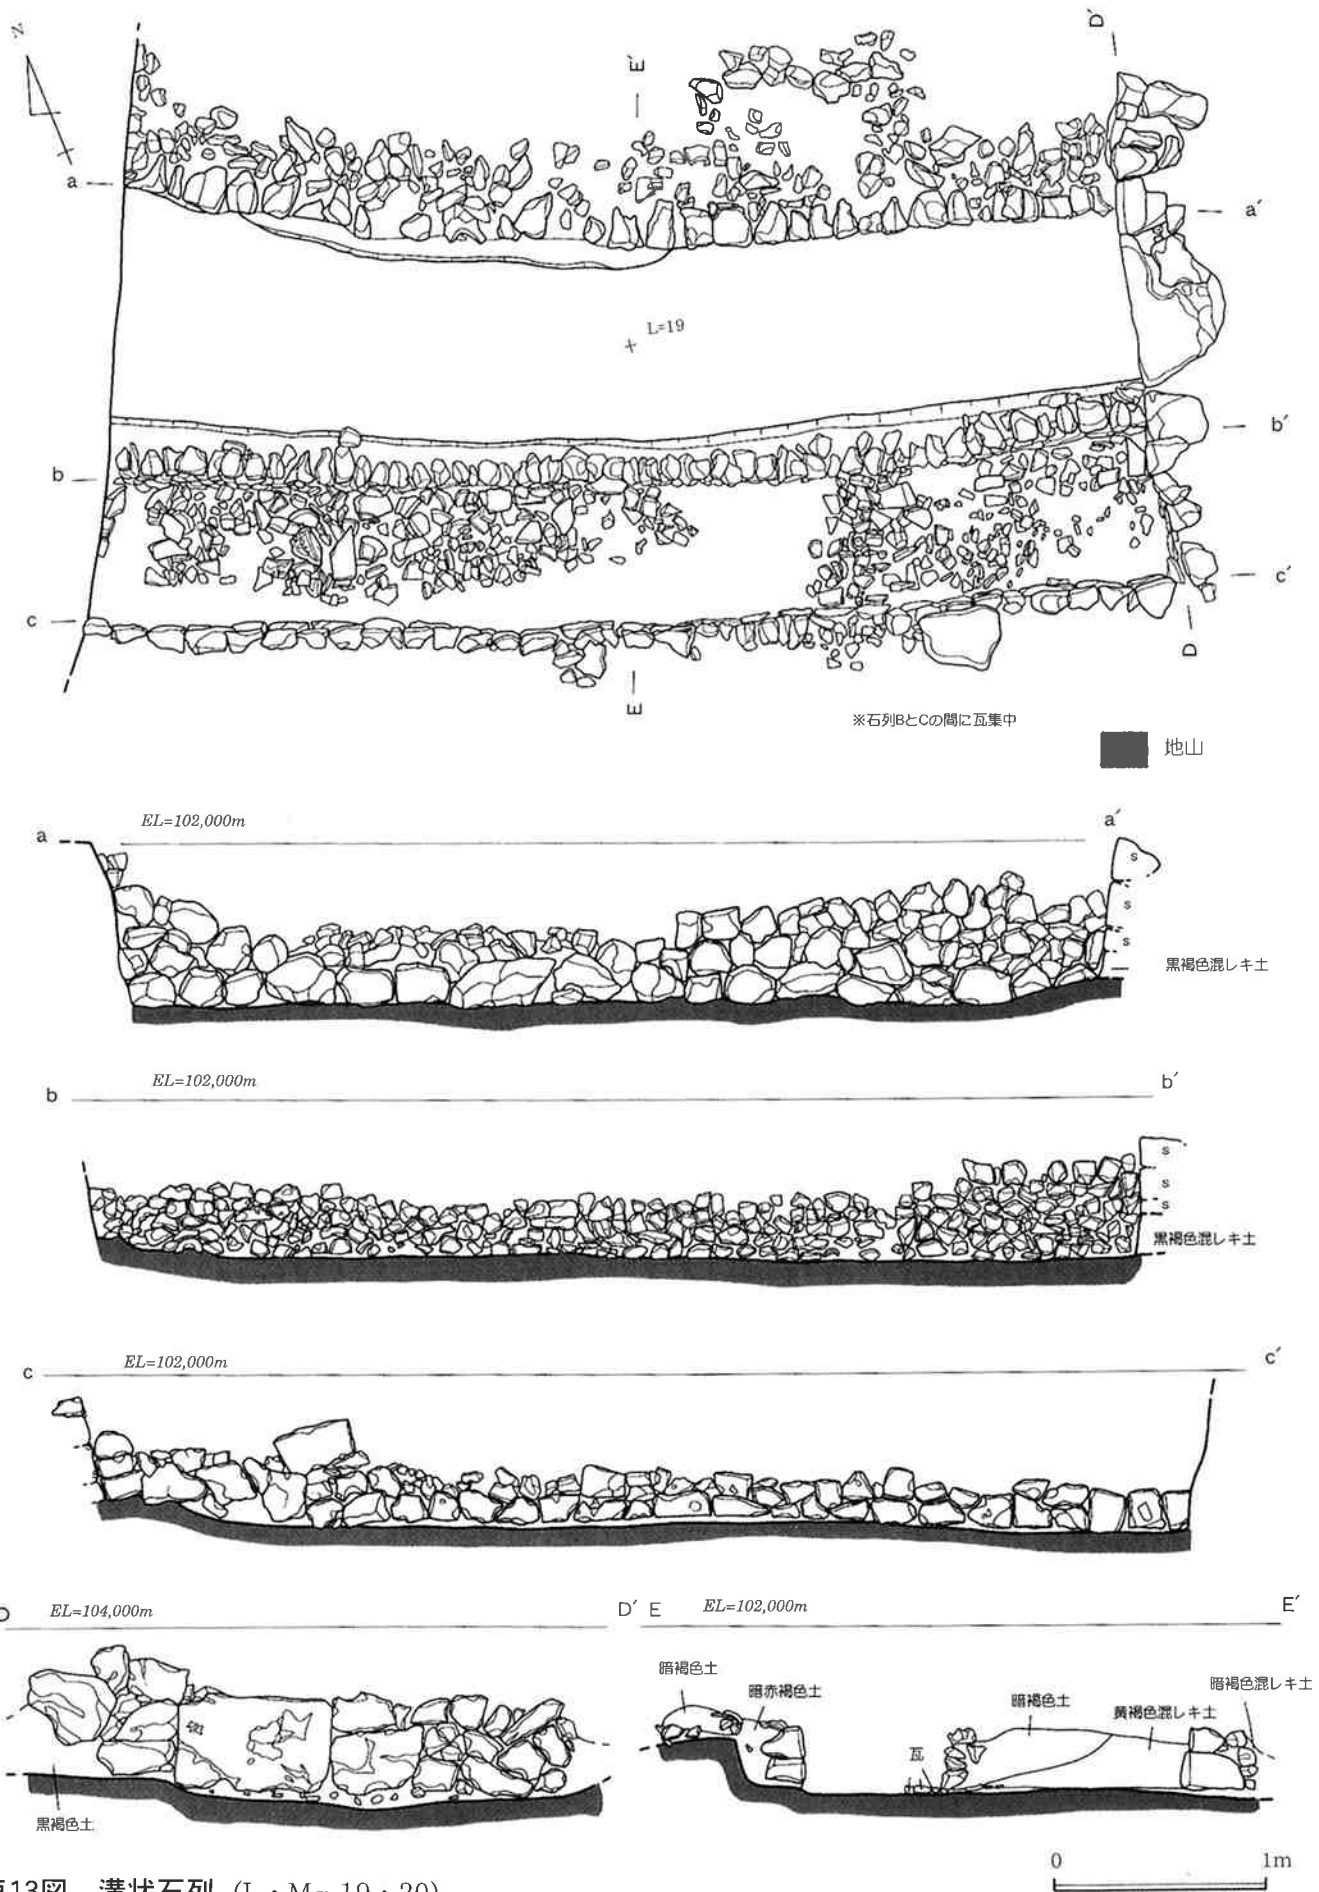 N
D′
E′
a
a′
L=19
b
b′
c
c′
D
E
※石列BとCの間に瓦集中
地山
EL=102,000m
a
a′
s
s
s
黒褐色混レキ土
EL=102,000m
b
b′
s
s
s
黒褐色混レキ土
EL=102,000m
c
c′
EL=104,000m
D′
E
EL=102,000m
E′
暗褐色土
暗赤褐色土
暗褐色土
黄褐色混レキ土
暗褐色混レキ土
瓦
黒褐色土
0
1m
13図 溝状石列